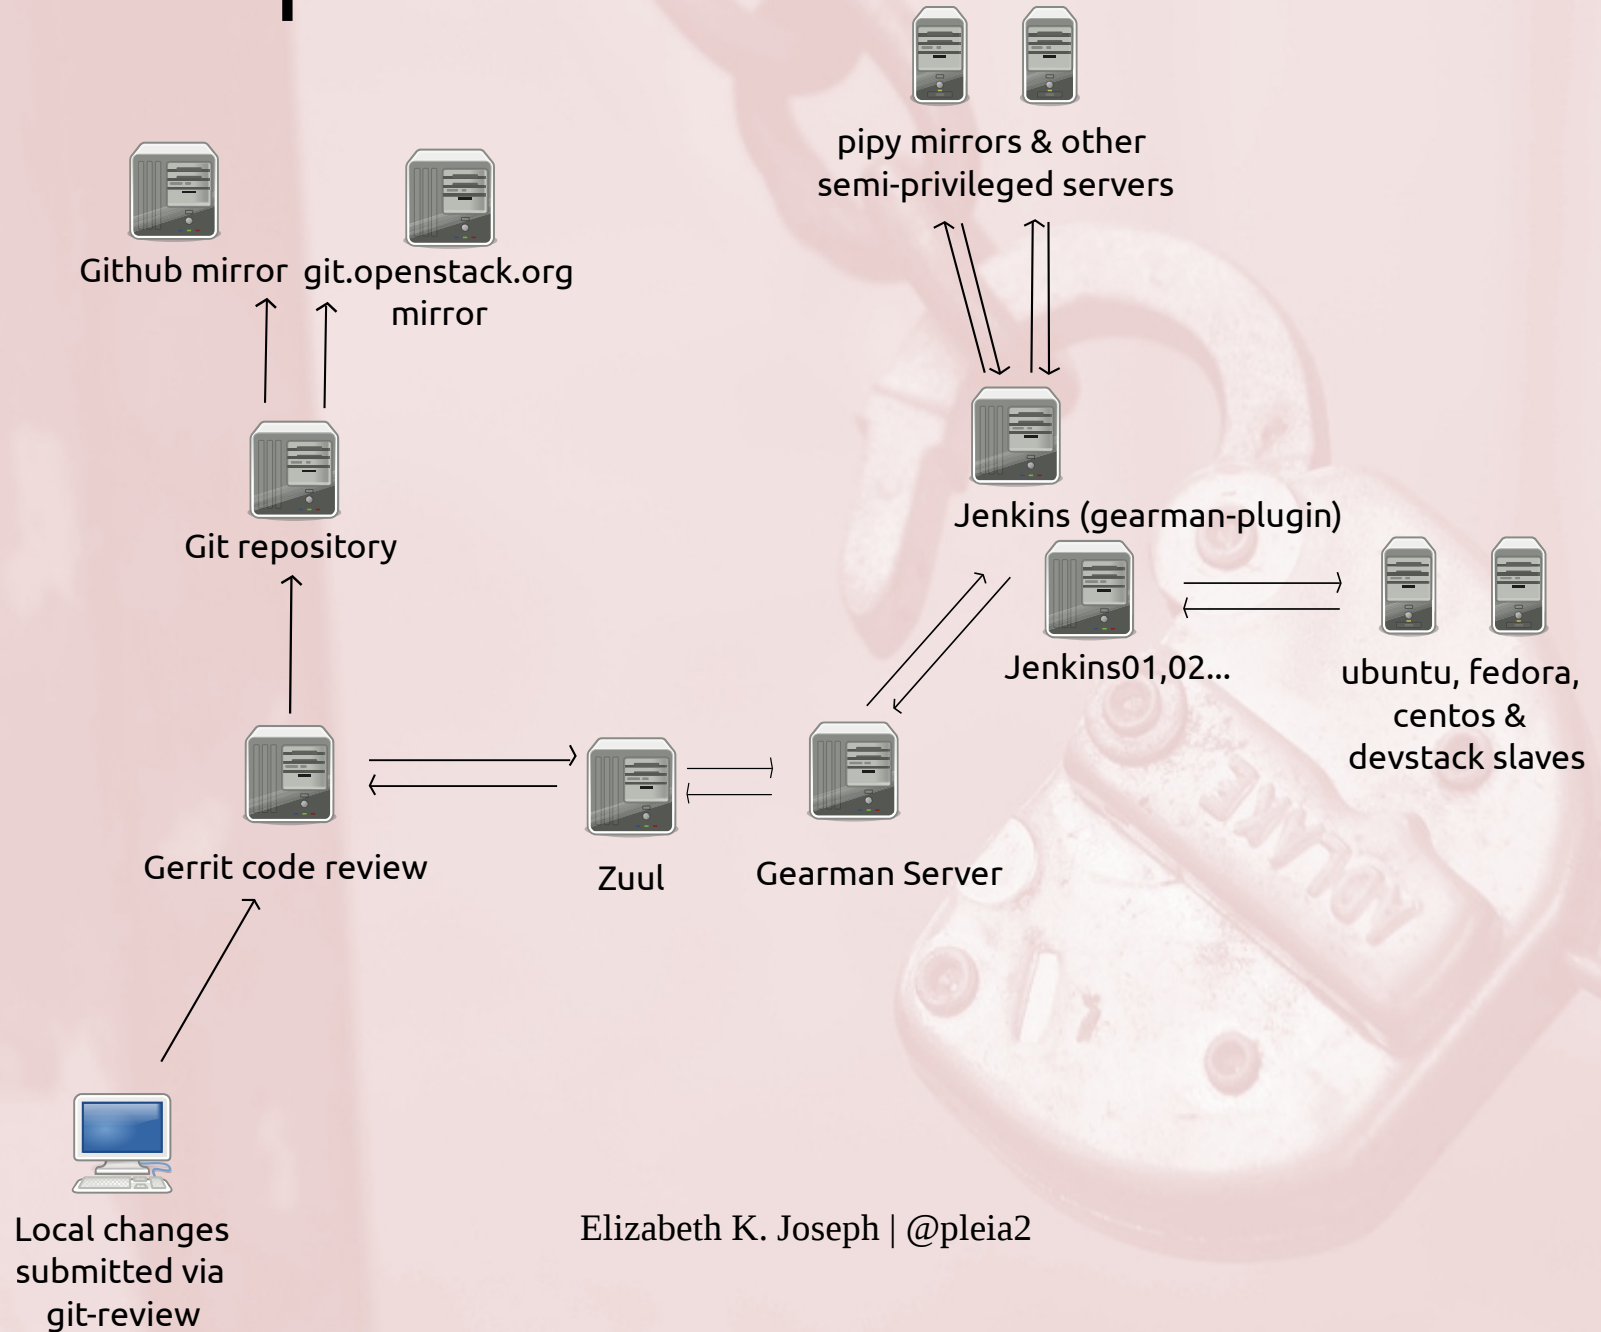 pipy mirrors & other
semi-privileged servers
Github mirror
git.openstack.org
mirror
Jenkins (gearman-plugin)
Git repository
Jenkins01,02...
ubuntu, fedora,
centos &
devstack slaves
Gerrit code review
Zuul
Gearman Server
ADLAKE
Local changes
submitted via
git-review
Elizabeth K. Joseph | @pleia2